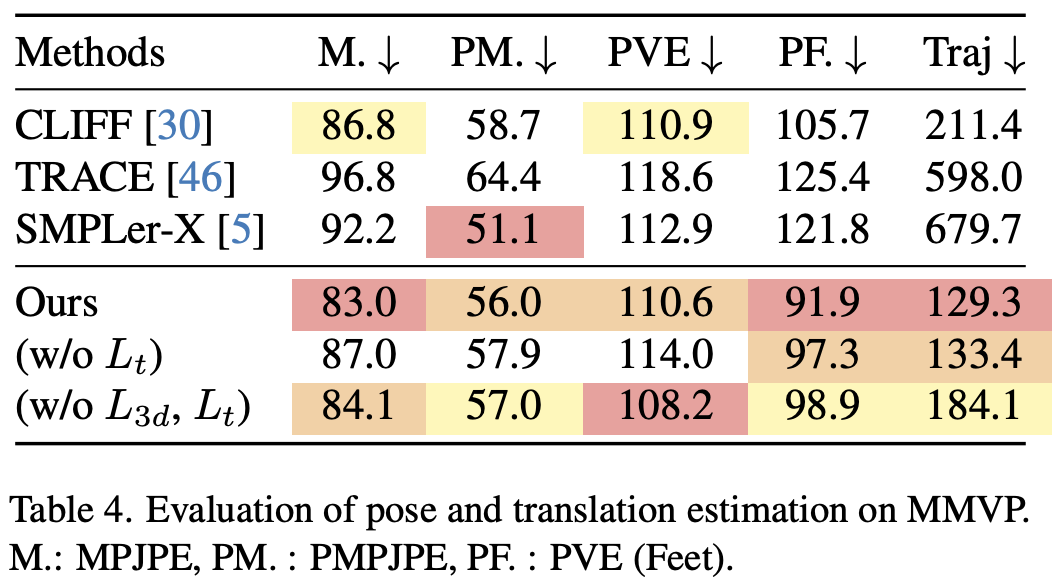 Methods M. ↓ PM. ↓ PVE ↓ PF. ↓ Traj ↓
CLIFF [30] 86.8 58.7 110.9 105.7 211.4
TRACE [46] 96.8 64.4 118.6 125.4 598.0
SMPLer-X [5] 92.2 51.1 112.9 121.8 679.7
Ours 83.0 56.0 110.6 91.9 129.3
(w/o Lt) 87.0 57.9 114.0 97.3 133.4
(w/o L3d, Lt) 84.1 57.0 108.2 98.9 184.1
Table 4. Evaluation of pose and translation estimation on MMVP.
M.: MPJPE, PM. : PMPJPE, PF. : PVE (Feet).